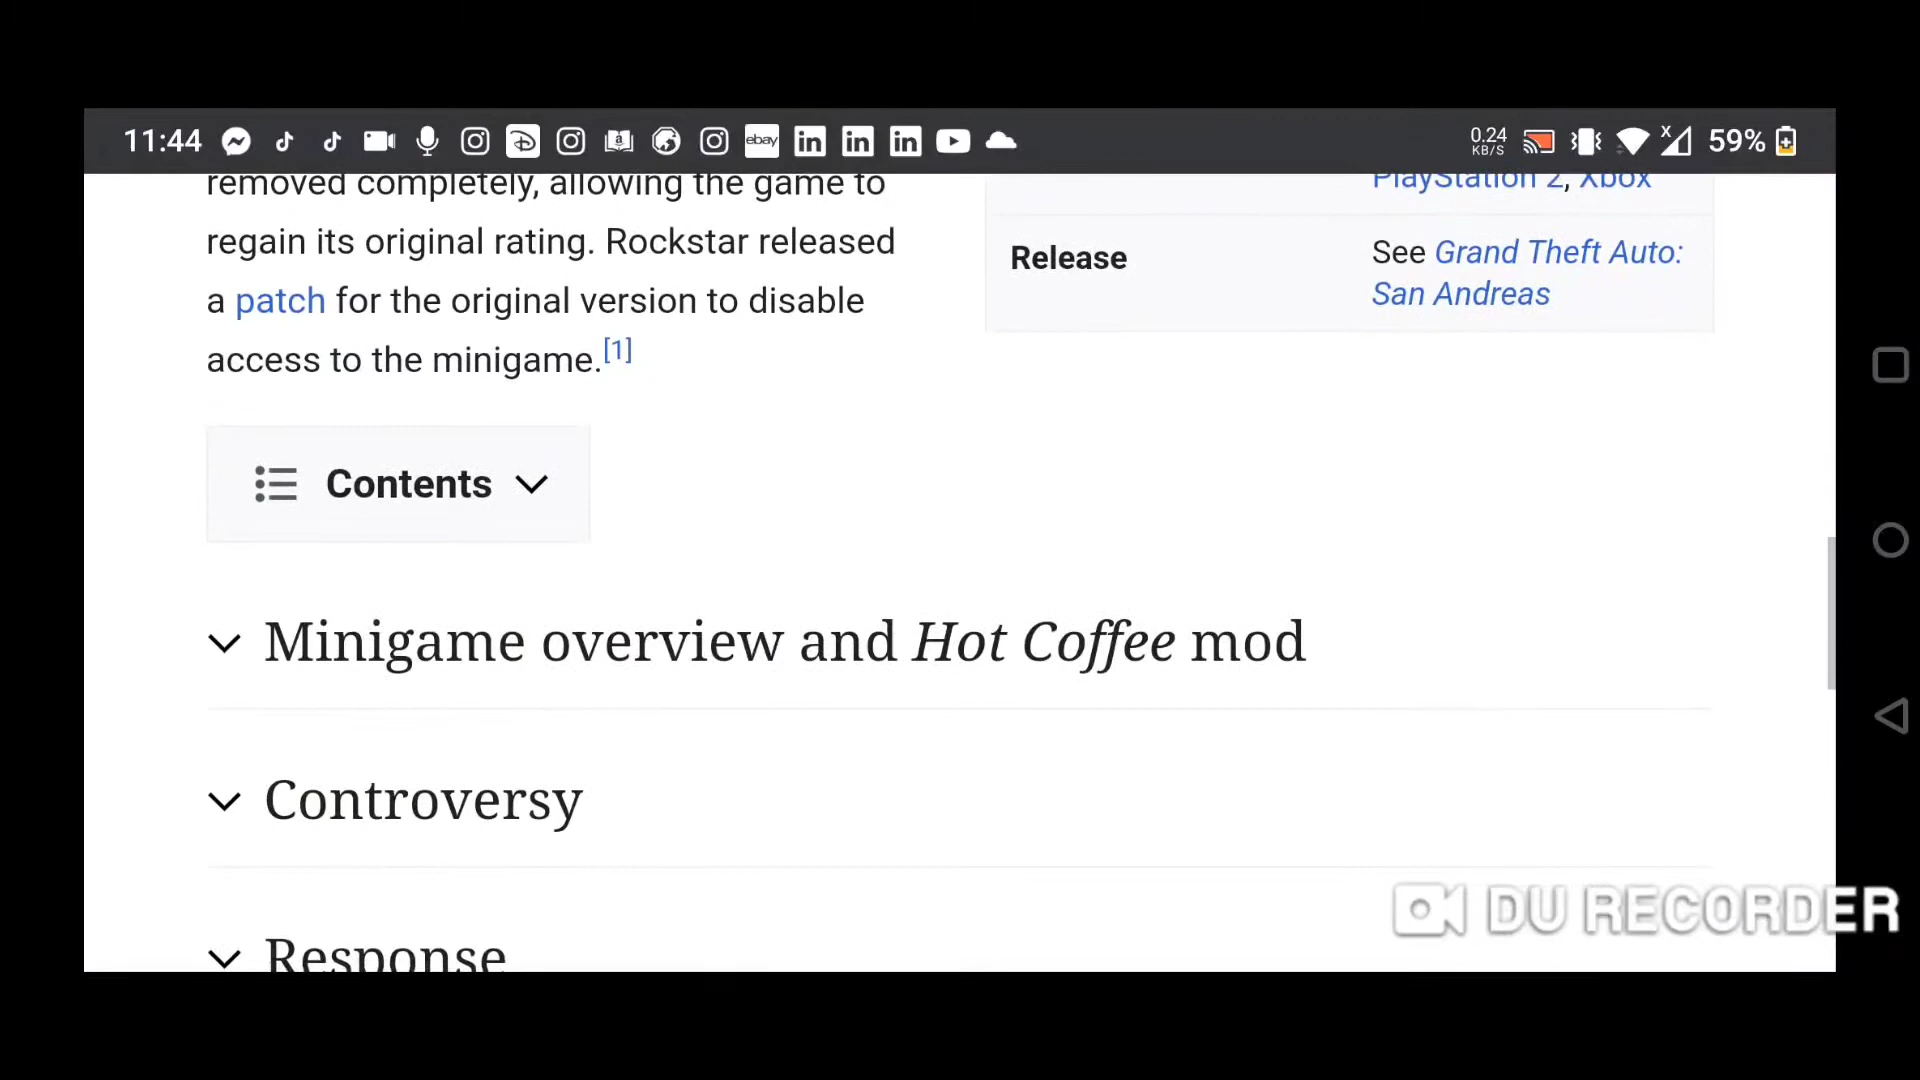 11:44
ebay
0.24
KB/S
59%
removed completely, allowing the game to
regain its original rating. Rockstar released
a patch for the original version to disable
access to the minigame.[1]
PlayStation 2, Xbox
Release
See Grand Theft Auto:
San Andreas
Contents
Minigame overview and Hot Coffee mod
Controversy
Response
DU RECORDER